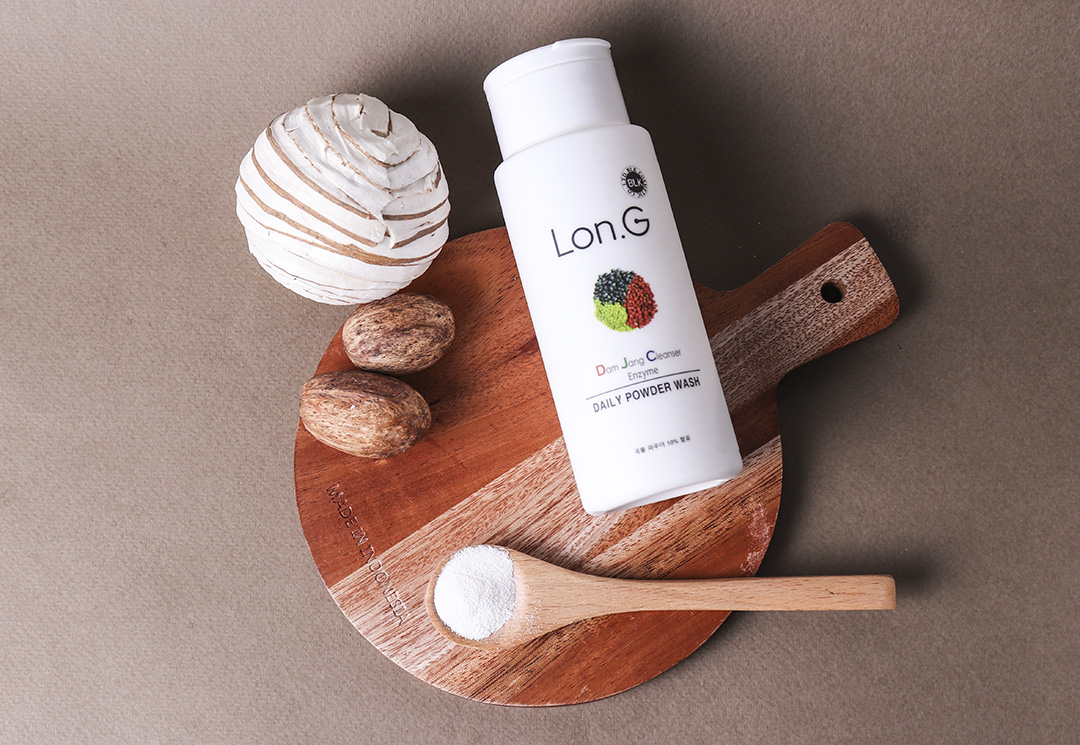 BLK
Lon.G
Dam Jang Cleanser
Enzyme
DAILY POWDER WASH
곡물 파우더 10% 함유
MADE IN INDONESIA